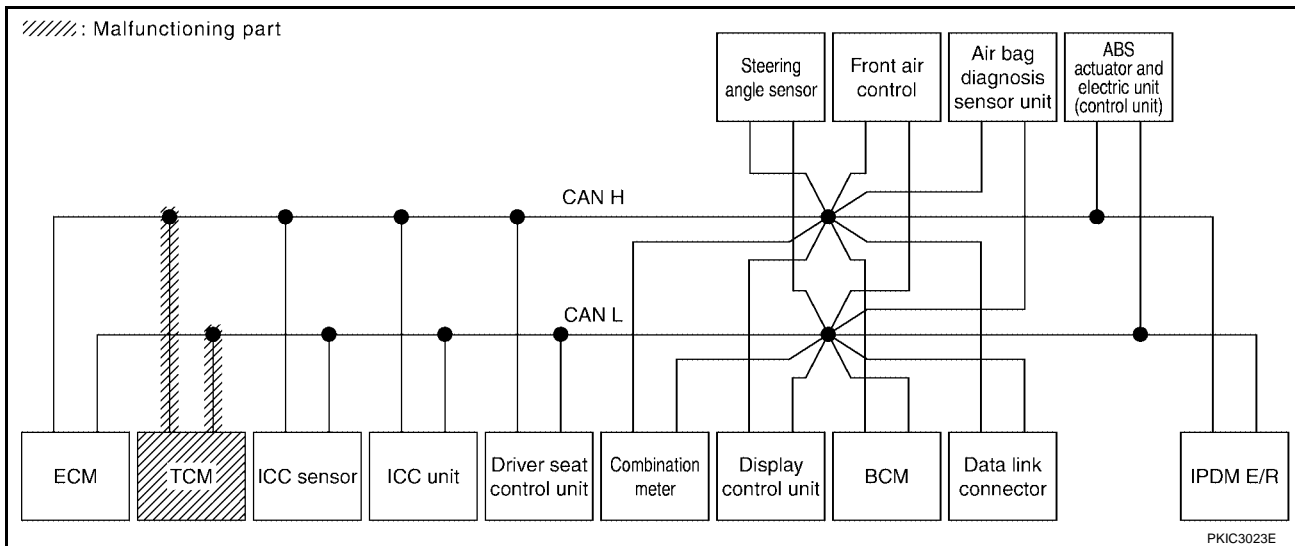 : Malfunctioning part
Steering
angle sensor
Front air
control
Air bag
diagnosis
sensor unit
ABS
actuator and
electric unit
(control unit)
CAN H
CAN L
ECM
TCM
ICC sensor
ICC unit
Driver seat
control unit
Combination
meter
Display
control unit
BCM
Data link
connector
IPDM E/R
PKIC3023E